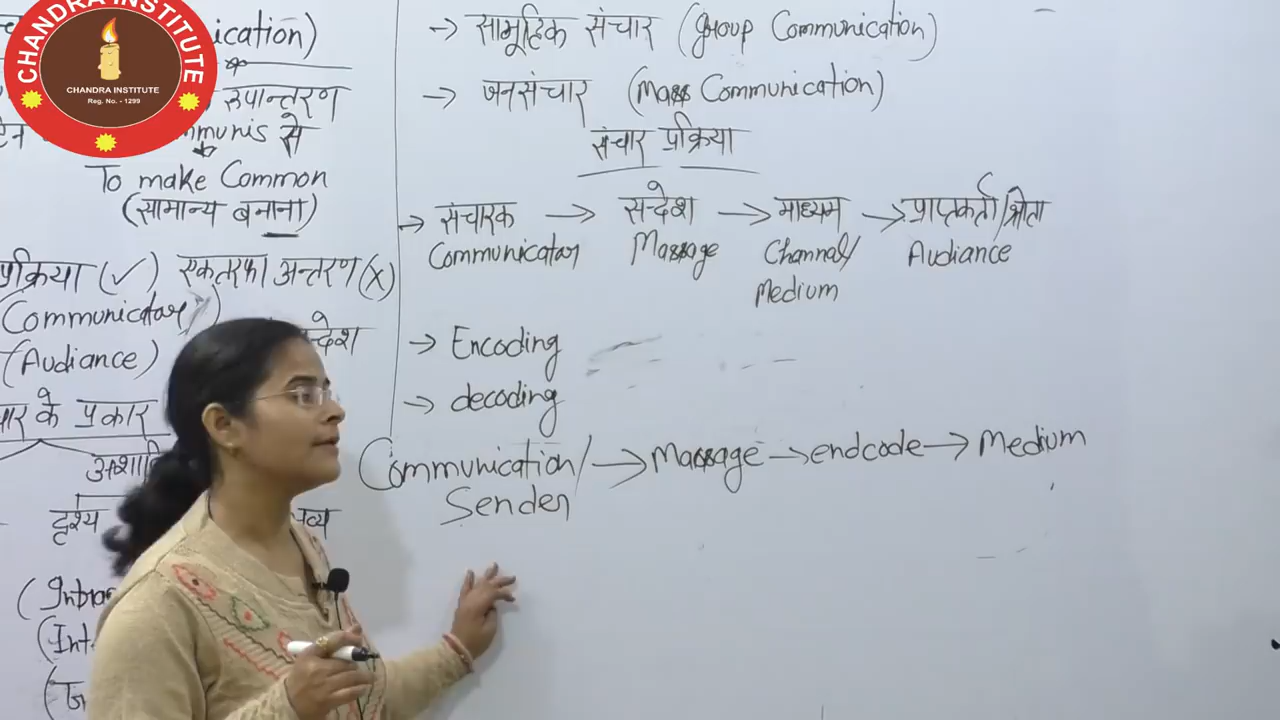 CHANDRA INSTITUTE
CHANDRA INSTITUTE
Reg. No. - 1299
ication)
रूपान्तरण
mmunis से
To make Common
(सामान्य बनाना)
प्रक्रिया (✓) एकतरफा अन्तरण (x)
(Communicator)
(Audiance)
न्देश
के प्रकार
दृश्य
(Int
→ सामूहिक संचार (Group Communication)
→ जनसंचार (Mass Communication)
संचार प्रक्रिया
→ संचारक → सन्देश → माध्यम → प्राप्तकर्ता/श्रोता
Communicator Massage Channel/ Audiance
Medium
→ Encoding
→ decoding
Communication/ → Massage → endcode → Medium
Sender